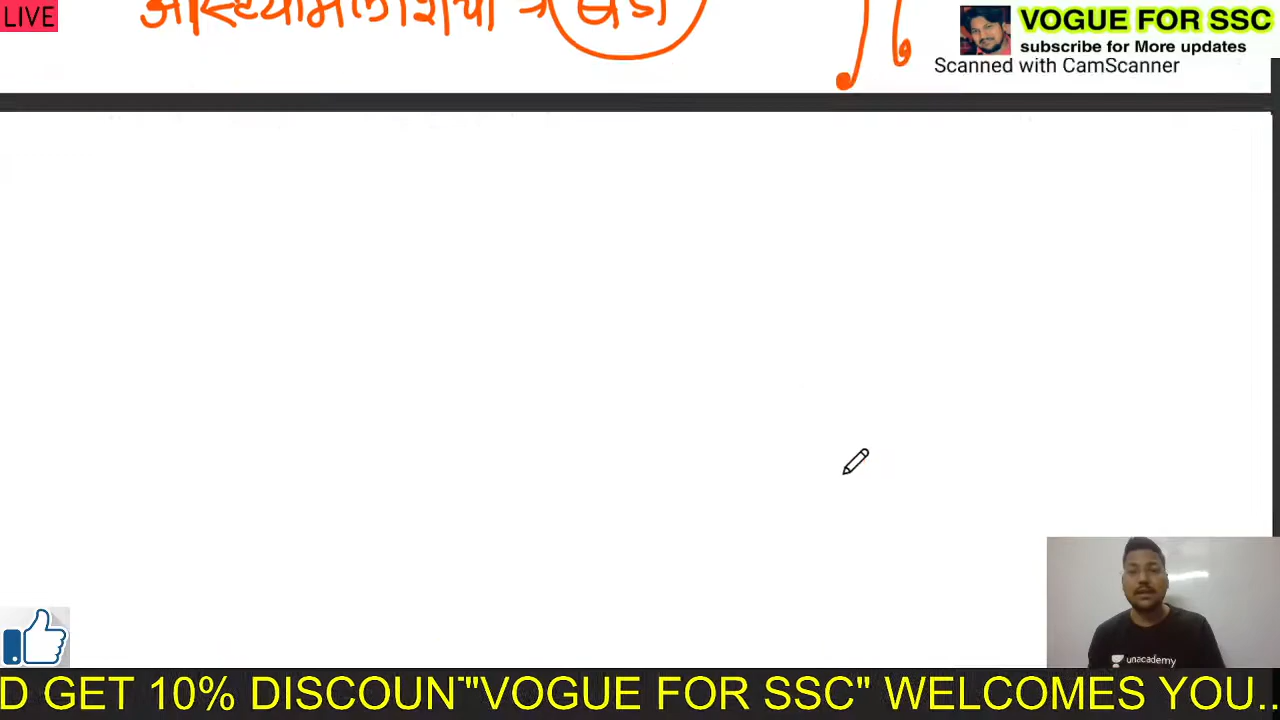 LIVE
VOGUE FOR SSC
subscribe for More updates
Scanned with CamScanner
unacademy
D GET 10% DISCOUN "VOGUE FOR SSC" WELCOMES YOU..